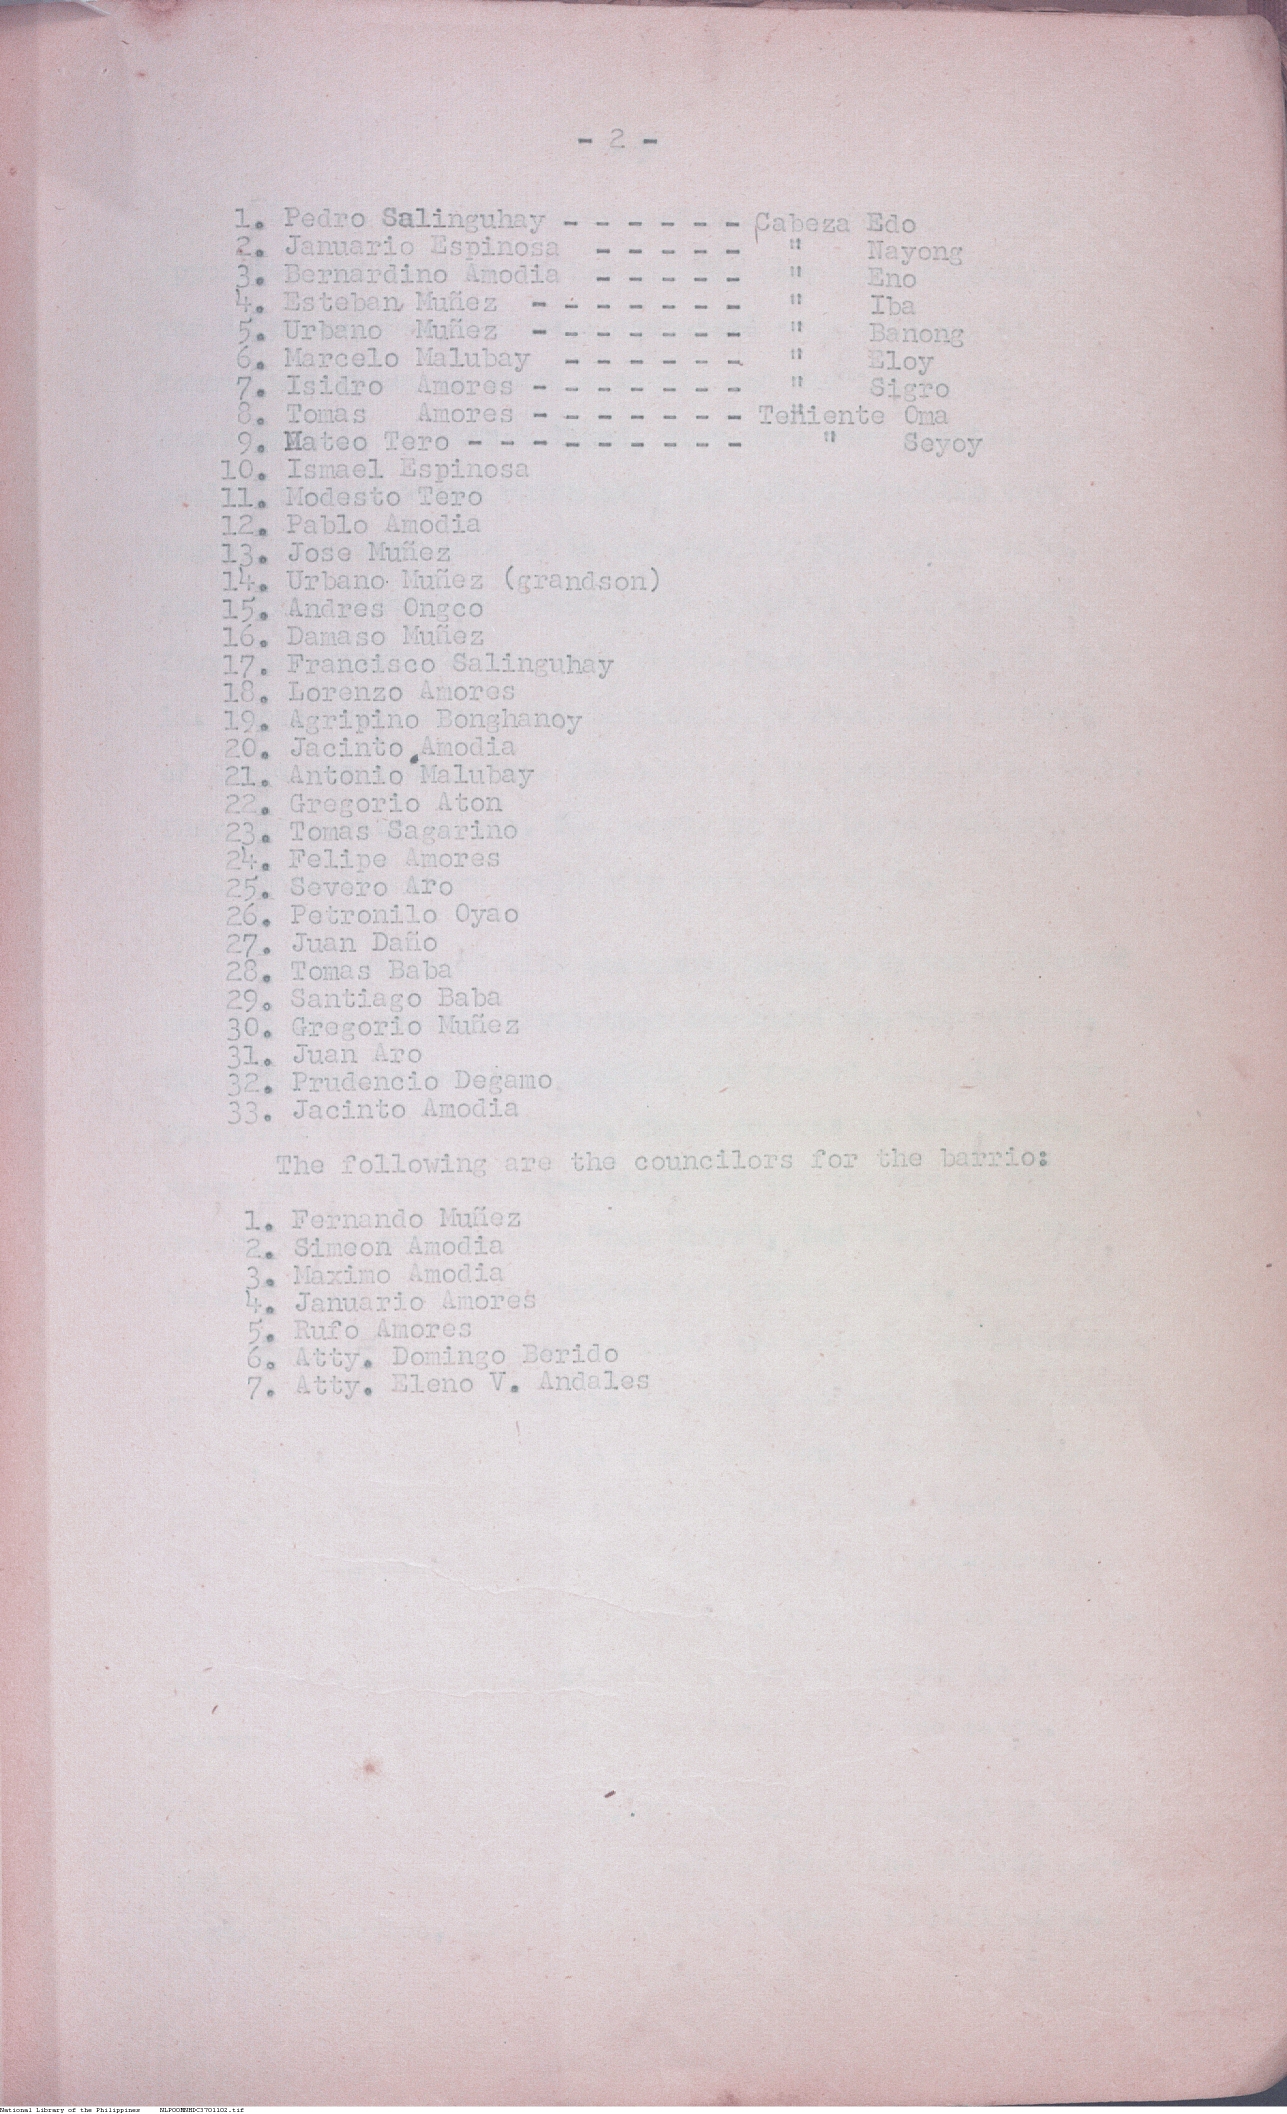 - 2 -
1. Pedro Salinguhay - - - - - - Cabeza Edo
2. Januario Espinosa - - - - - " Nayong
3. Bernardino Amodia - - - - - " Eno
4. Esteban Muñez - - - - - - - " Iba
5. Urbano Muñez - - - - - - - " Banong
6. Marcelo Malubay - - - - - - " Eloy
7. Isidro Amores - - - - - - - " Sigro
8. Tomas Amores - - - - - - - Teniente Oma
9. Mateo Tero - - - - - - - - - " Seyoy
10. Ismael Espinosa
11. Modesto Tero
12. Pablo Amodia
13. Jose Muñez
14. Urbano Muñez (grandson)
15. Andres Ongco
16. Damaso Muñez
17. Francisco Salinguhay
18. Lorenzo Amores
19. Agripino Bonghanoy
20. Jacinto Amodia
21. Antonio Malubay
22. Gregorio Aton
23. Tomas Sagarino
24. Felipe Amores
25. Severo Aro
26. Petronilo Oyao
27. Juan Daño
28. Tomas Baba
29. Santiago Baba
30. Gregorio Muñez
31. Juan Aro
32. Prudencio Degamo
33. Jacinto Amodia
The following are the councilors for the barrio:
1. Fernando Muñez
2. Simeon Amodia
3. Maximo Amodia
4. Januario Amores
5. Rufo Amores
6. Atty. Domingo Berido
7. Atty. Eleno V. Andales
National Library of the Philippines NLPOOMNHDC3701102.tif